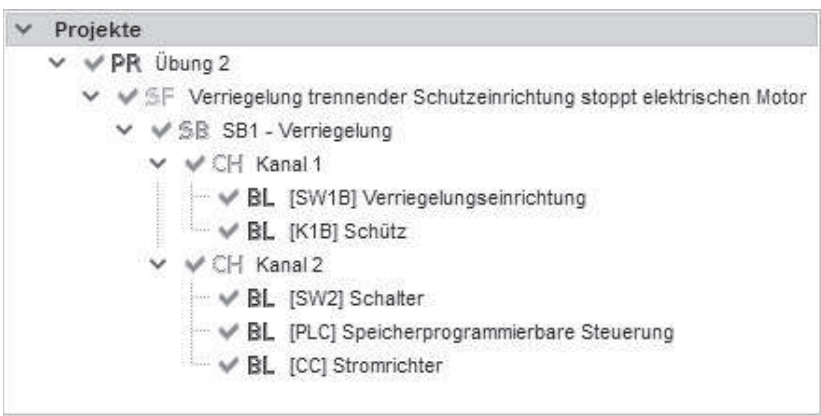 Projekte
PR Übung 2
SF Verriegelung trennender Schutzeinrichtung stoppt elektrischen Motor
SB SB1 - Verriegelung
CH Kanal 1
BL [SW1B] Verriegelungseinrichtung
BL [K1B] Schütz
CH Kanal 2
BL [SW2] Schalter
BL [PLC] Speicherprogrammierbare Steuerung
BL [CC] Stromrichter